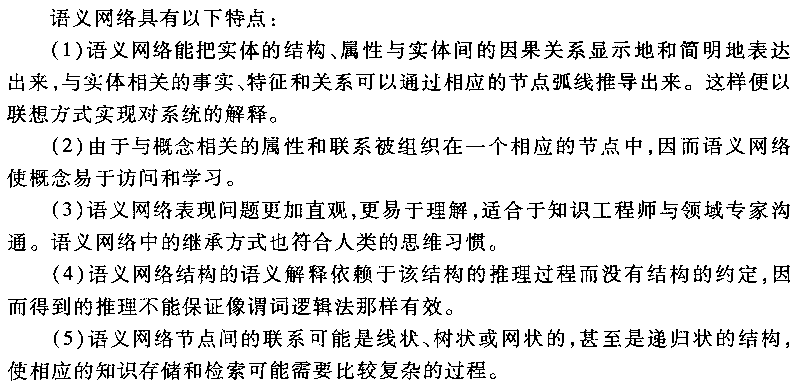 语义网络具有以下特点:
(1)语义网络能把实体的结构、属性与实体间的因果关系显示地和简明地表达
出来,与实体相关的事实、特征和关系可以通过相应的节点弧线推导出来。这样便以
联想方式实现对系统的解释。
(2)由于与概念相关的属性和联系被组织在一个相应的节点中,因而语义网络
使概念易于访问和学习。
(3)语义网络表现问题更加直观,更易于理解,适合于知识工程师与领域专家沟
通。语义网络中的继承方式也符合人类的思维习惯。
(4)语义网络结构的语义解释依赖于该结构的推理过程而没有结构的约定,因
而得到的推理不能保证像谓词逻辑法那样有效。
(5)语义网络节点间的联系可能是线状、树状或网状的,甚至是递归状的结构,
使相应的知识存储和检索可能需要比较复杂的过程。